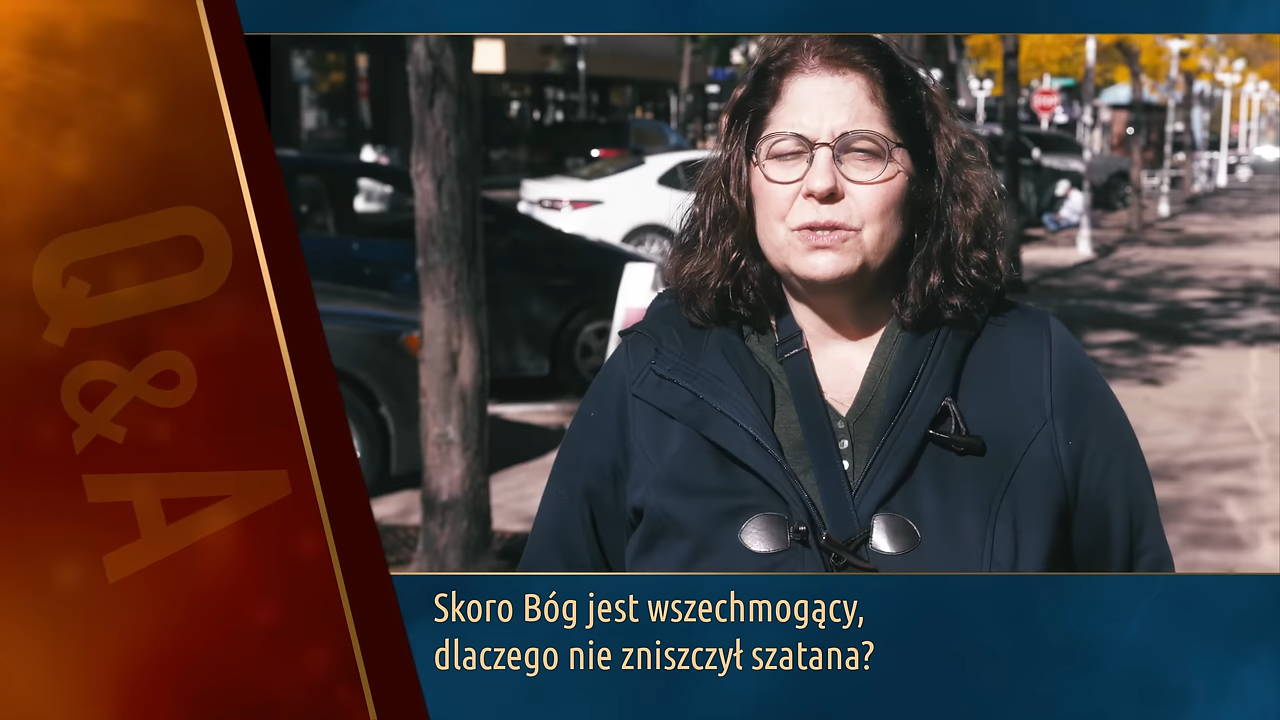 Q&A
Skoro Bóg jest wszechmogący,
dlaczego nie zniszczył szatana?